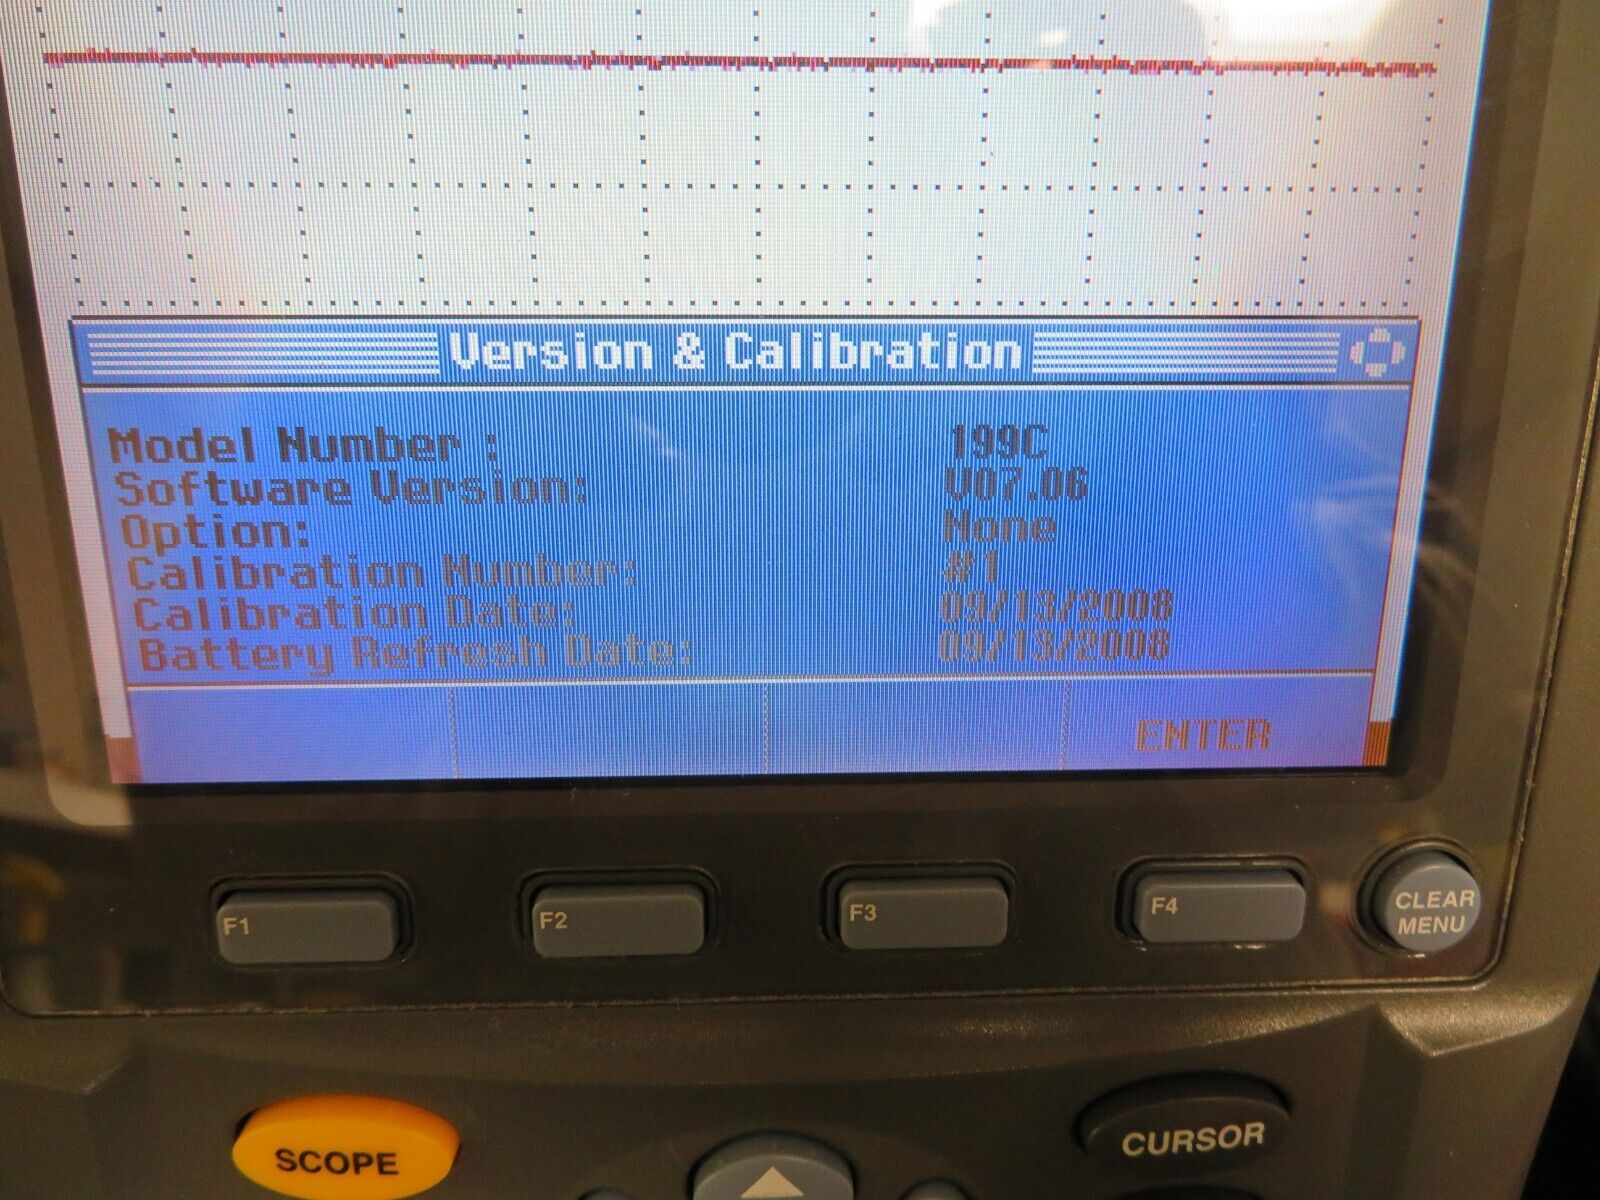 Version & Calibration
Model Number : 199C
Software Version: V07.06
Option: None
Calibration Number: #1
Calibration Date: 09/13/2008
Battery Refresh Date: 09/13/2008
ENTER
F1 F2 F3 F4 CLEAR MENU
SCOPE CURSOR